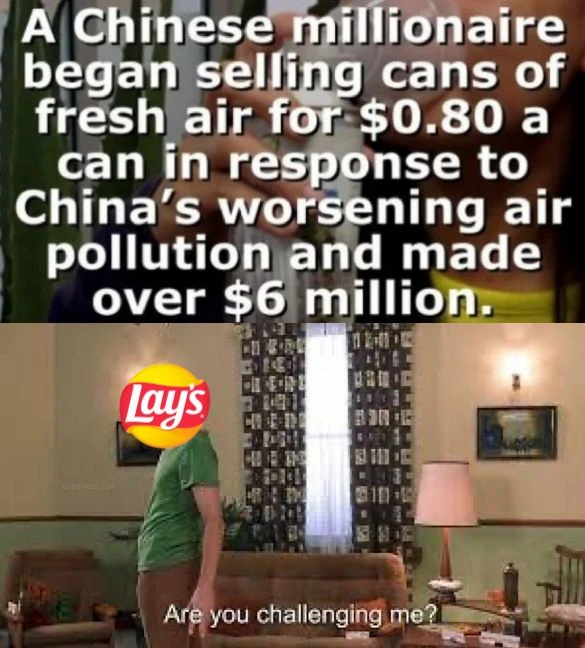 A Chinese millionaire
began selling cans of
fresh air for $0.80 a
can in response to
China's worsening air
pollution and made
over $6 million.
Lay's
Are you challenging me?